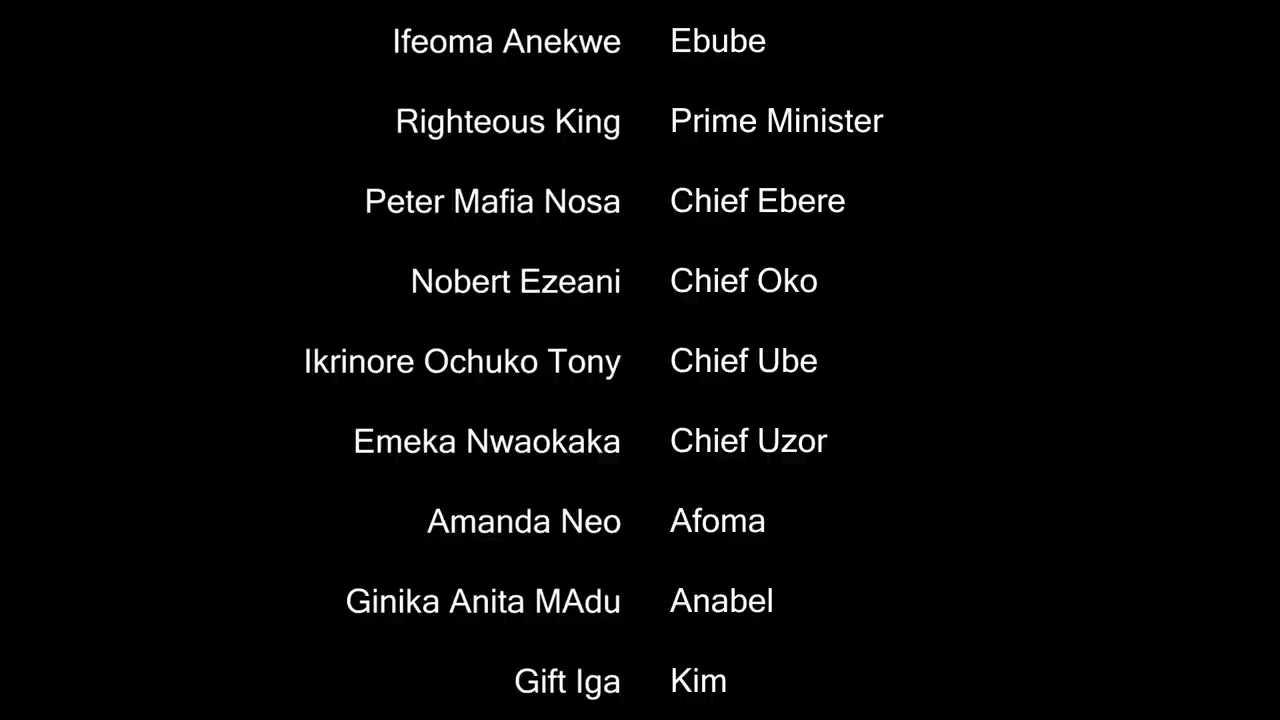 Ifeoma Anekwe Ebube
Righteous King Prime Minister
Peter Mafia Nosa Chief Ebere
Nobert Ezeani Chief Oko
Ikrinore Ochuko Tony Chief Ube
Emeka Nwaokaka Chief Uzor
Amanda Neo Afoma
Ginika Anita MAdu Anabel
Gift Iga Kim